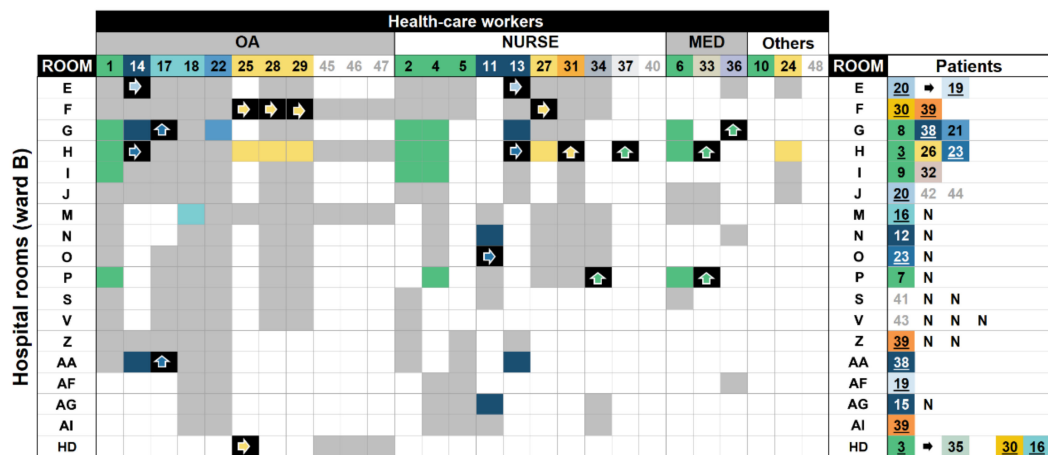 Health-care workers
OA NURSE MED Others
ROOM 1 14 17 18 22 25 28 29 45 46 47 2 4 5 11 13 27 31 34 37 40 6 33 36 10 24 48 ROOM Patients
E E 20 19
F F 30 39
G G 8 38 21
H H 3 26 23
I I 9 32
J J 20 42 44
M M 16 N
N N 12 N
O O 23 N
P P 7 N
S S 41 N N
V V 43 N N N
Z Z 39 N N
AA AA 38
AF AF 19
AG AG 15 N
AI AI 39
HD HD 3 35 30 16
Hospital rooms (ward B)